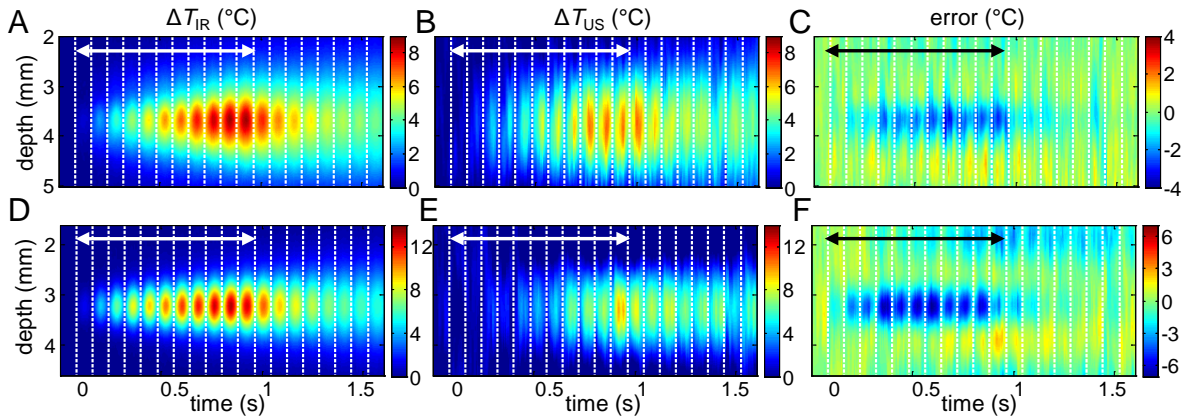 A ΔT_IR (°C) B ΔT_US (°C) C error (°C)
2 8 8 4
3 6 6 2
depth (mm)
4 4 4 0
2 2 -2
5 0 0 -4
D E F
2 12 12 6
depth (mm)
3 8 8 3
0
4 4 4 -3
0 0 -6
0 0.5 1 1.5 0 0.5 1 1.5 0 0.5 1 1.5
time (s) time (s) time (s)